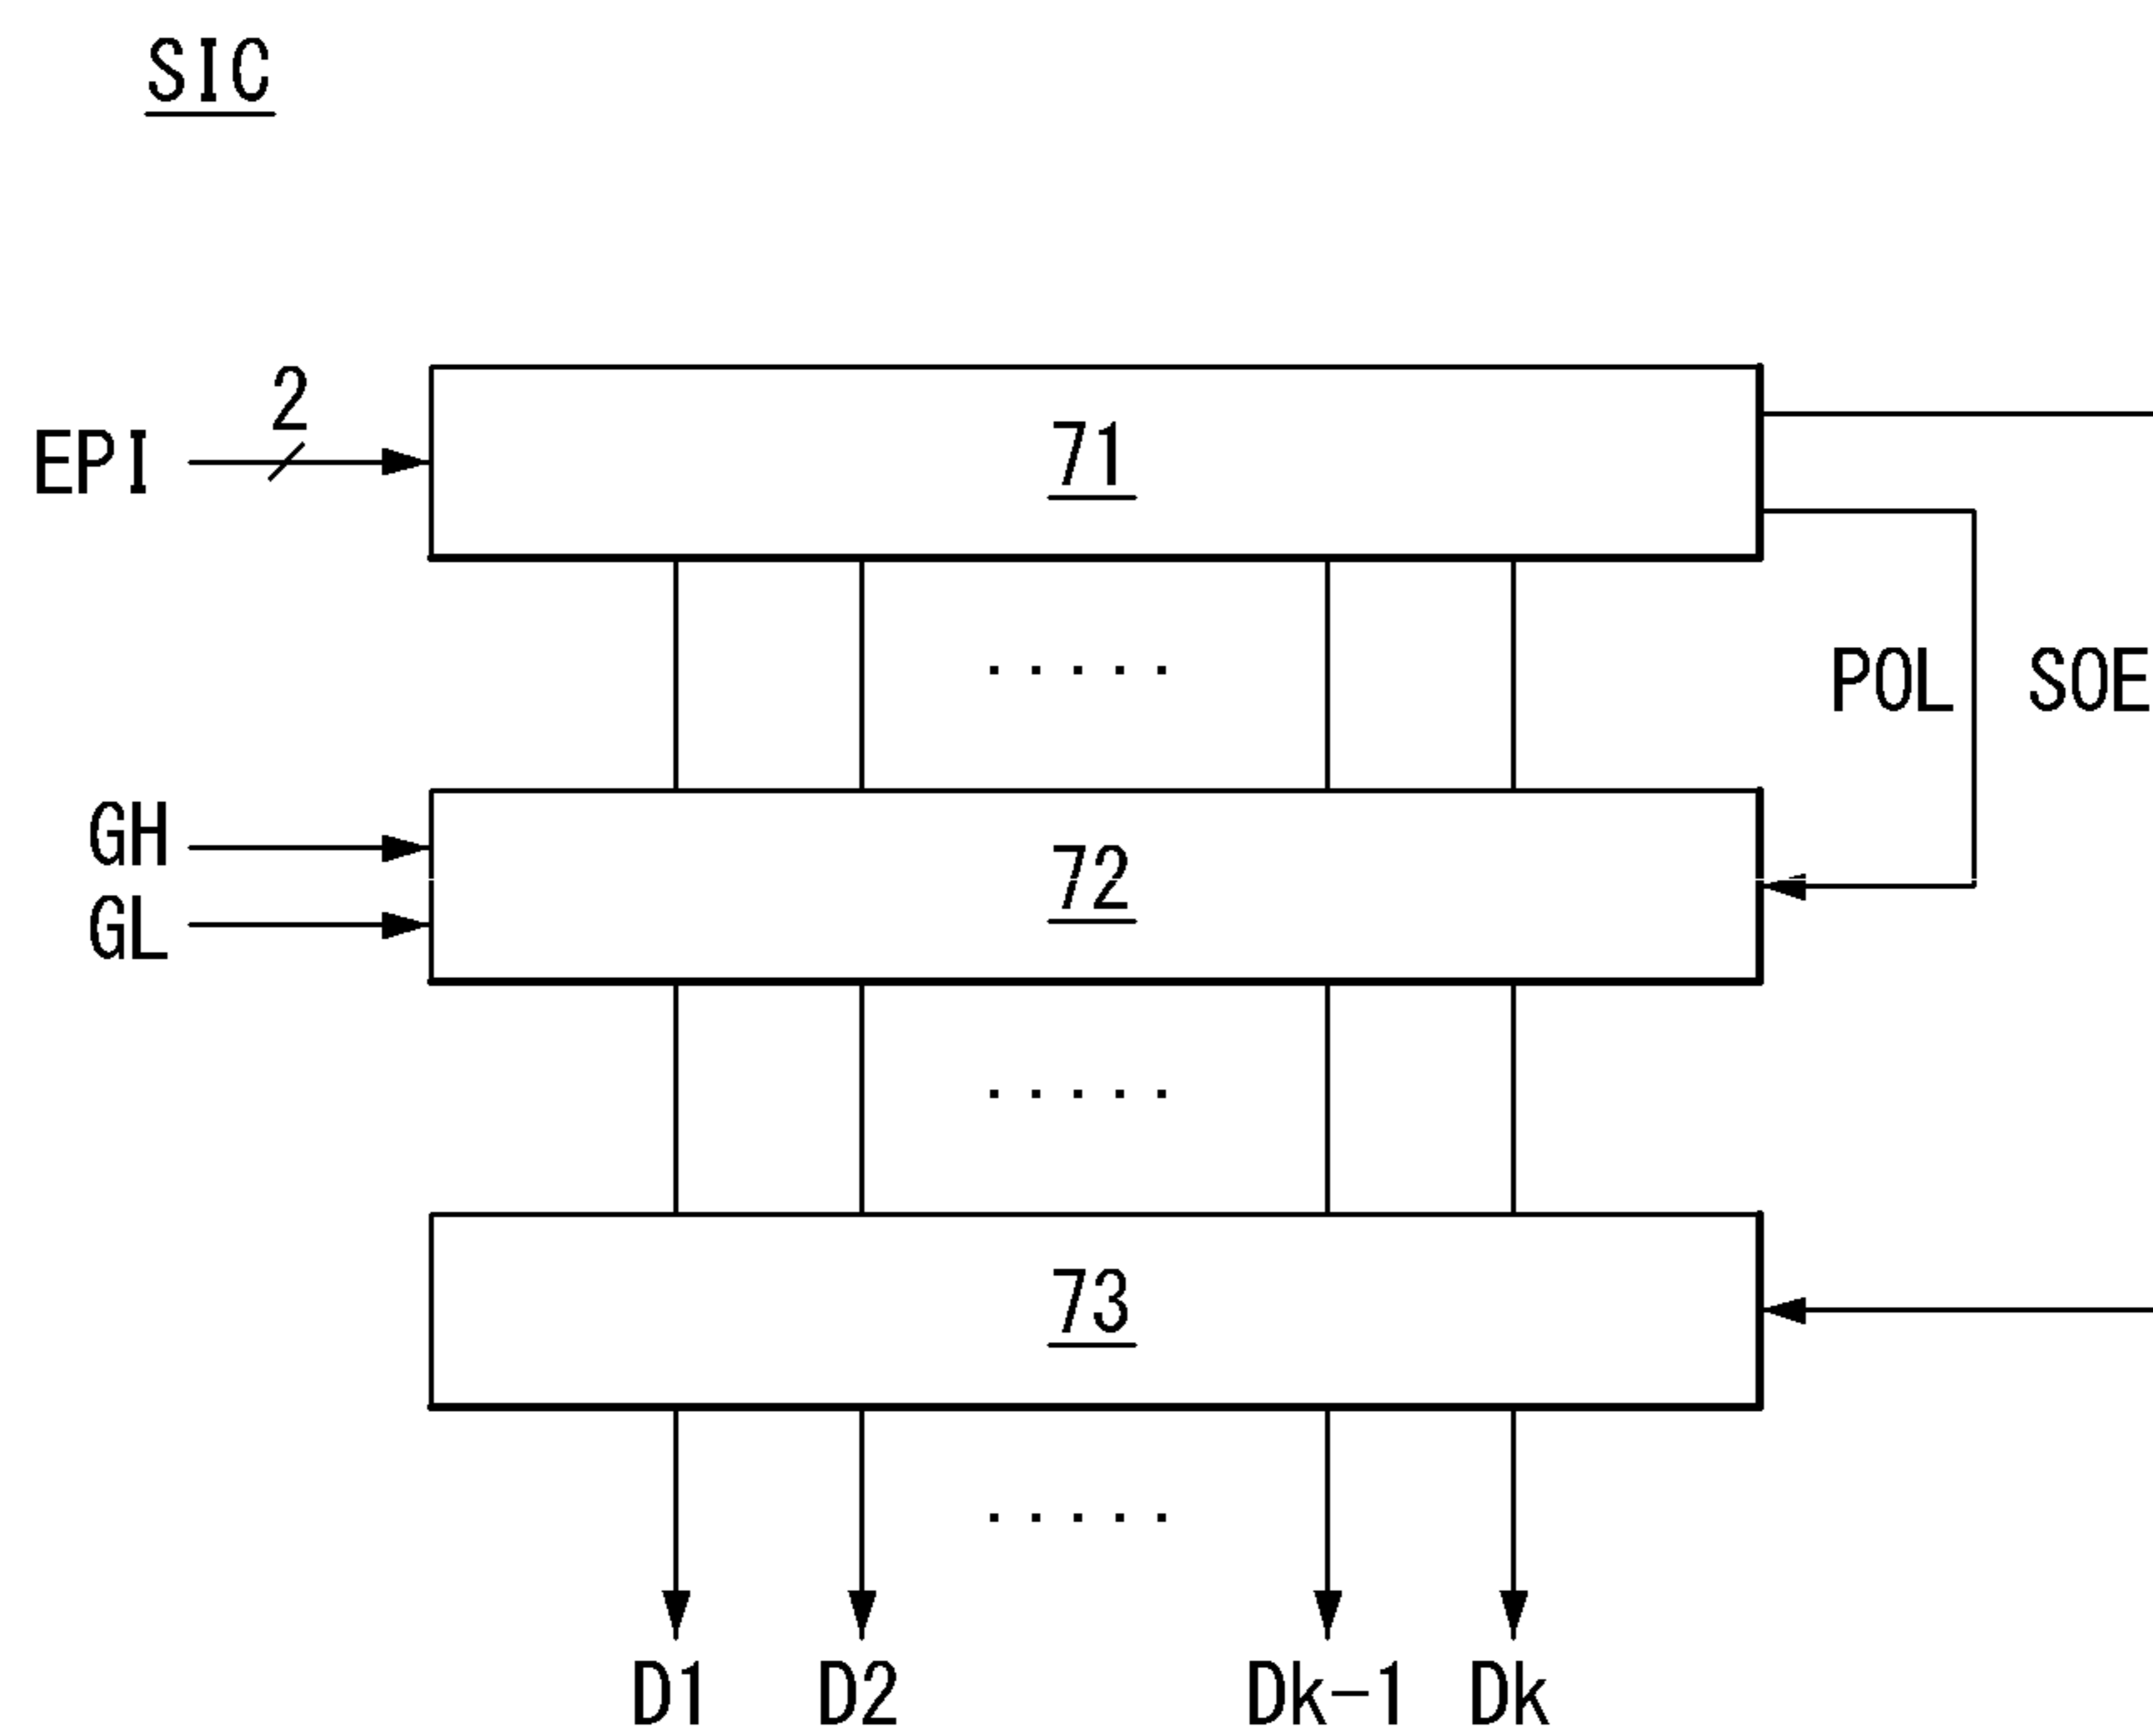 SIC
2
EPI
71
.....
POL SOE
GH
72
GL
.....
73
.....
D1 D2 Dk-1 Dk